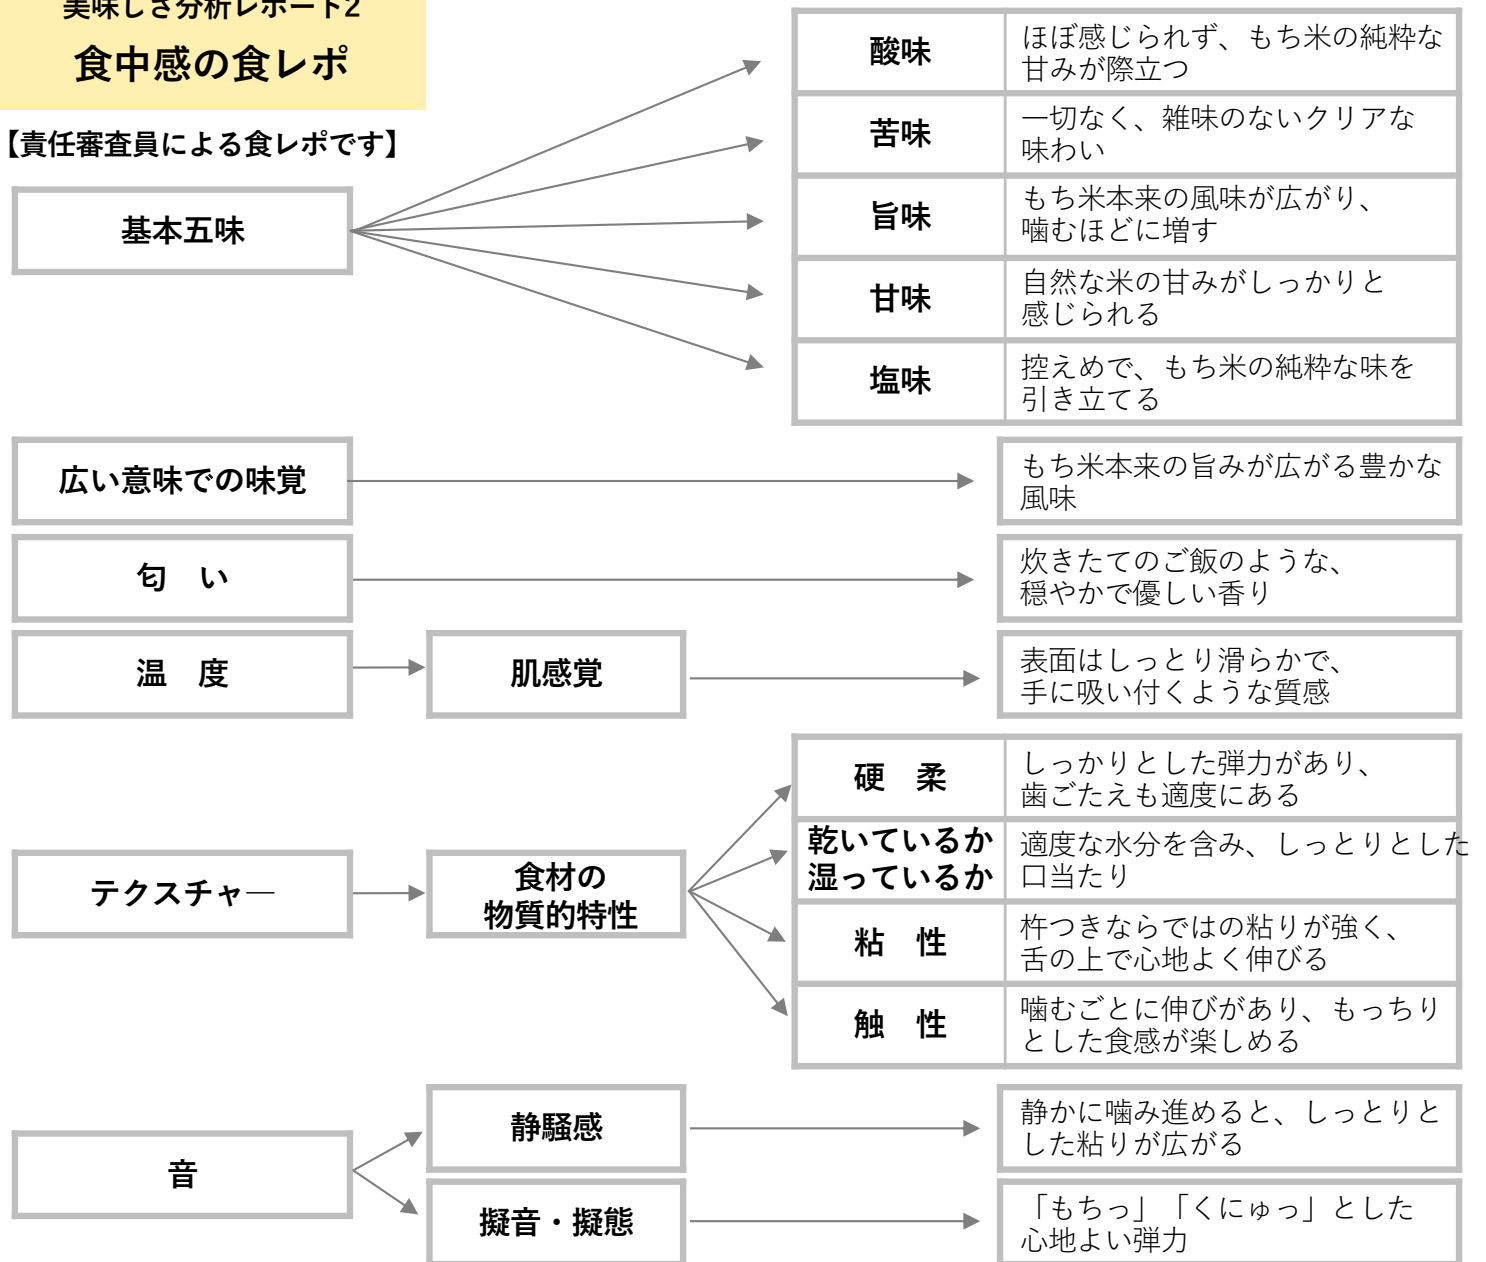 美味しさ分析レポート2
食中感の食レポ
【責任審査員による食レポです】
基本五味
酸味
ほぼ感じられず、もち米の純粋な
甘みが際立つ
苦味
一切なく、雑味のないクリアな
味わい
旨味
もち米本来の風味が広がり、
噛むほどに増す
甘味
自然な米の甘みがしっかりと
感じられる
塩味
控えめで、もち米の純粋な味を
引き立てる
広い意味での味覚
もち米本来の旨みが広がる豊かな
風味
匂　い
炊きたてのご飯のような、
穏やかで優しい香り
温　度
肌感覚
表面はしっとり滑らかで、
手に吸い付くような質感
テクスチャ―
食材の
物質的特性
硬　柔
しっかりとした弾力があり、
歯ごたえも適度にある
乾いているか
湿っているか
適度な水分を含み、しっとりとした
口当たり
粘　性
杵つきならではの粘りが強く、
舌の上で心地よく伸びる
触　性
噛むごとに伸びがあり、もっちり
とした食感が楽しめる
音
静騒感
静かに噛み進めると、しっとりと
した粘りが広がる
擬音・擬態
「もちっ」「くにゅっ」とした
心地よい弾力